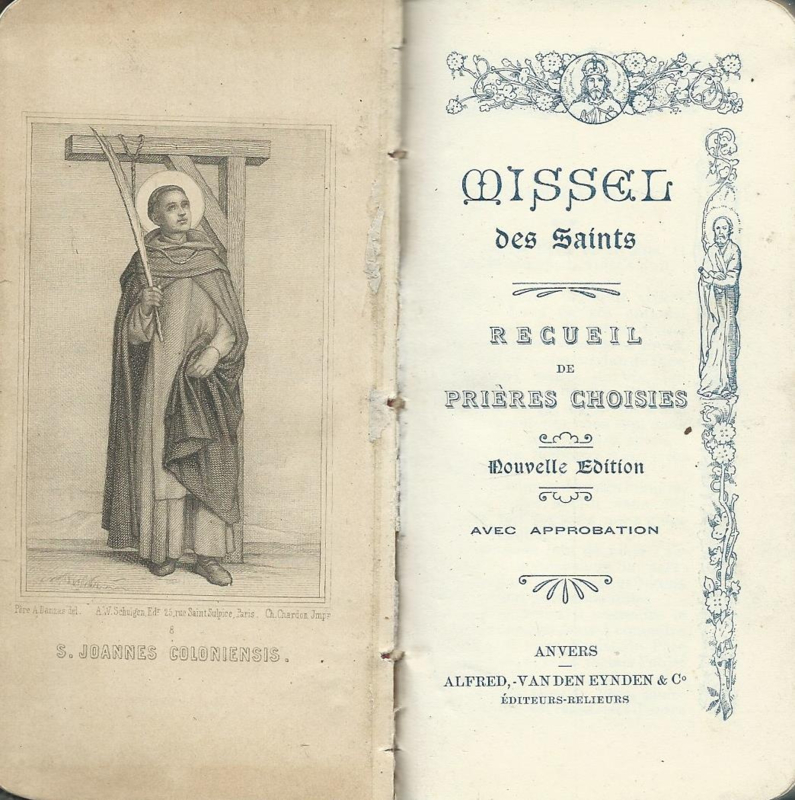 Père A. Danzas del. A.W. Schulgen, Edr 25, rue Saint Sulpice, Paris. Ch. Chardon Impr
8
S. JOANNES COLONIENSIS.
MISSEL
des Saints
RECUEIL
DE
PRIÈRES CHOISIES
Nouvelle Edition
AVEC APPROBATION
ANVERS
ALFRED,-VAN DEN EYNDEN & Co
ÉDITEURS-RELIEURS